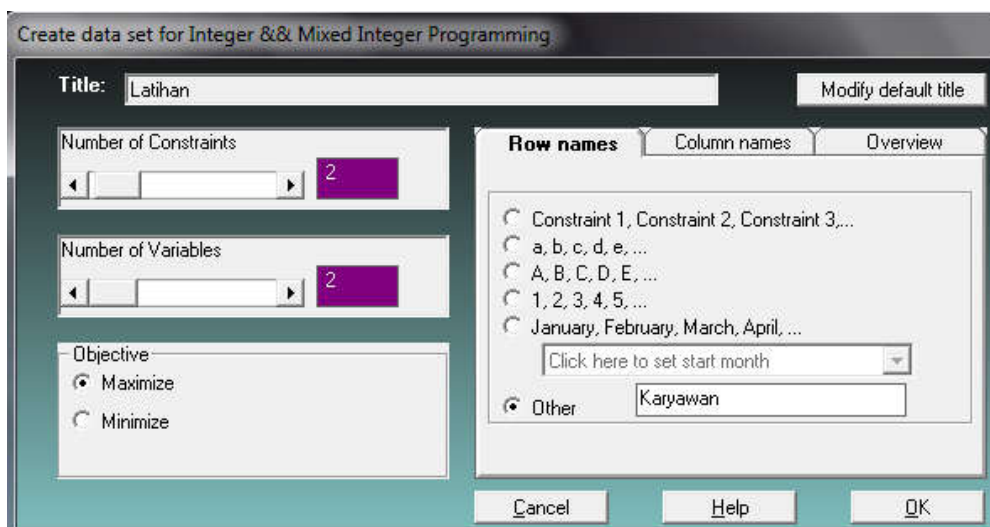 Create data set for Integer && Mixed Integer Programming
Title: Latihan
Modify default title
Number of Constraints
2
Number of Variables
2
Objective
Maximize
Minimize
Row names Column names Overview
Constraint 1, Constraint 2, Constraint 3,...
a, b, c, d, e, ...
A, B, C, D, E, ...
1, 2, 3, 4, 5, ...
January, February, March, April, ...
Click here to set start month
Other Karyawan
Cancel Help OK